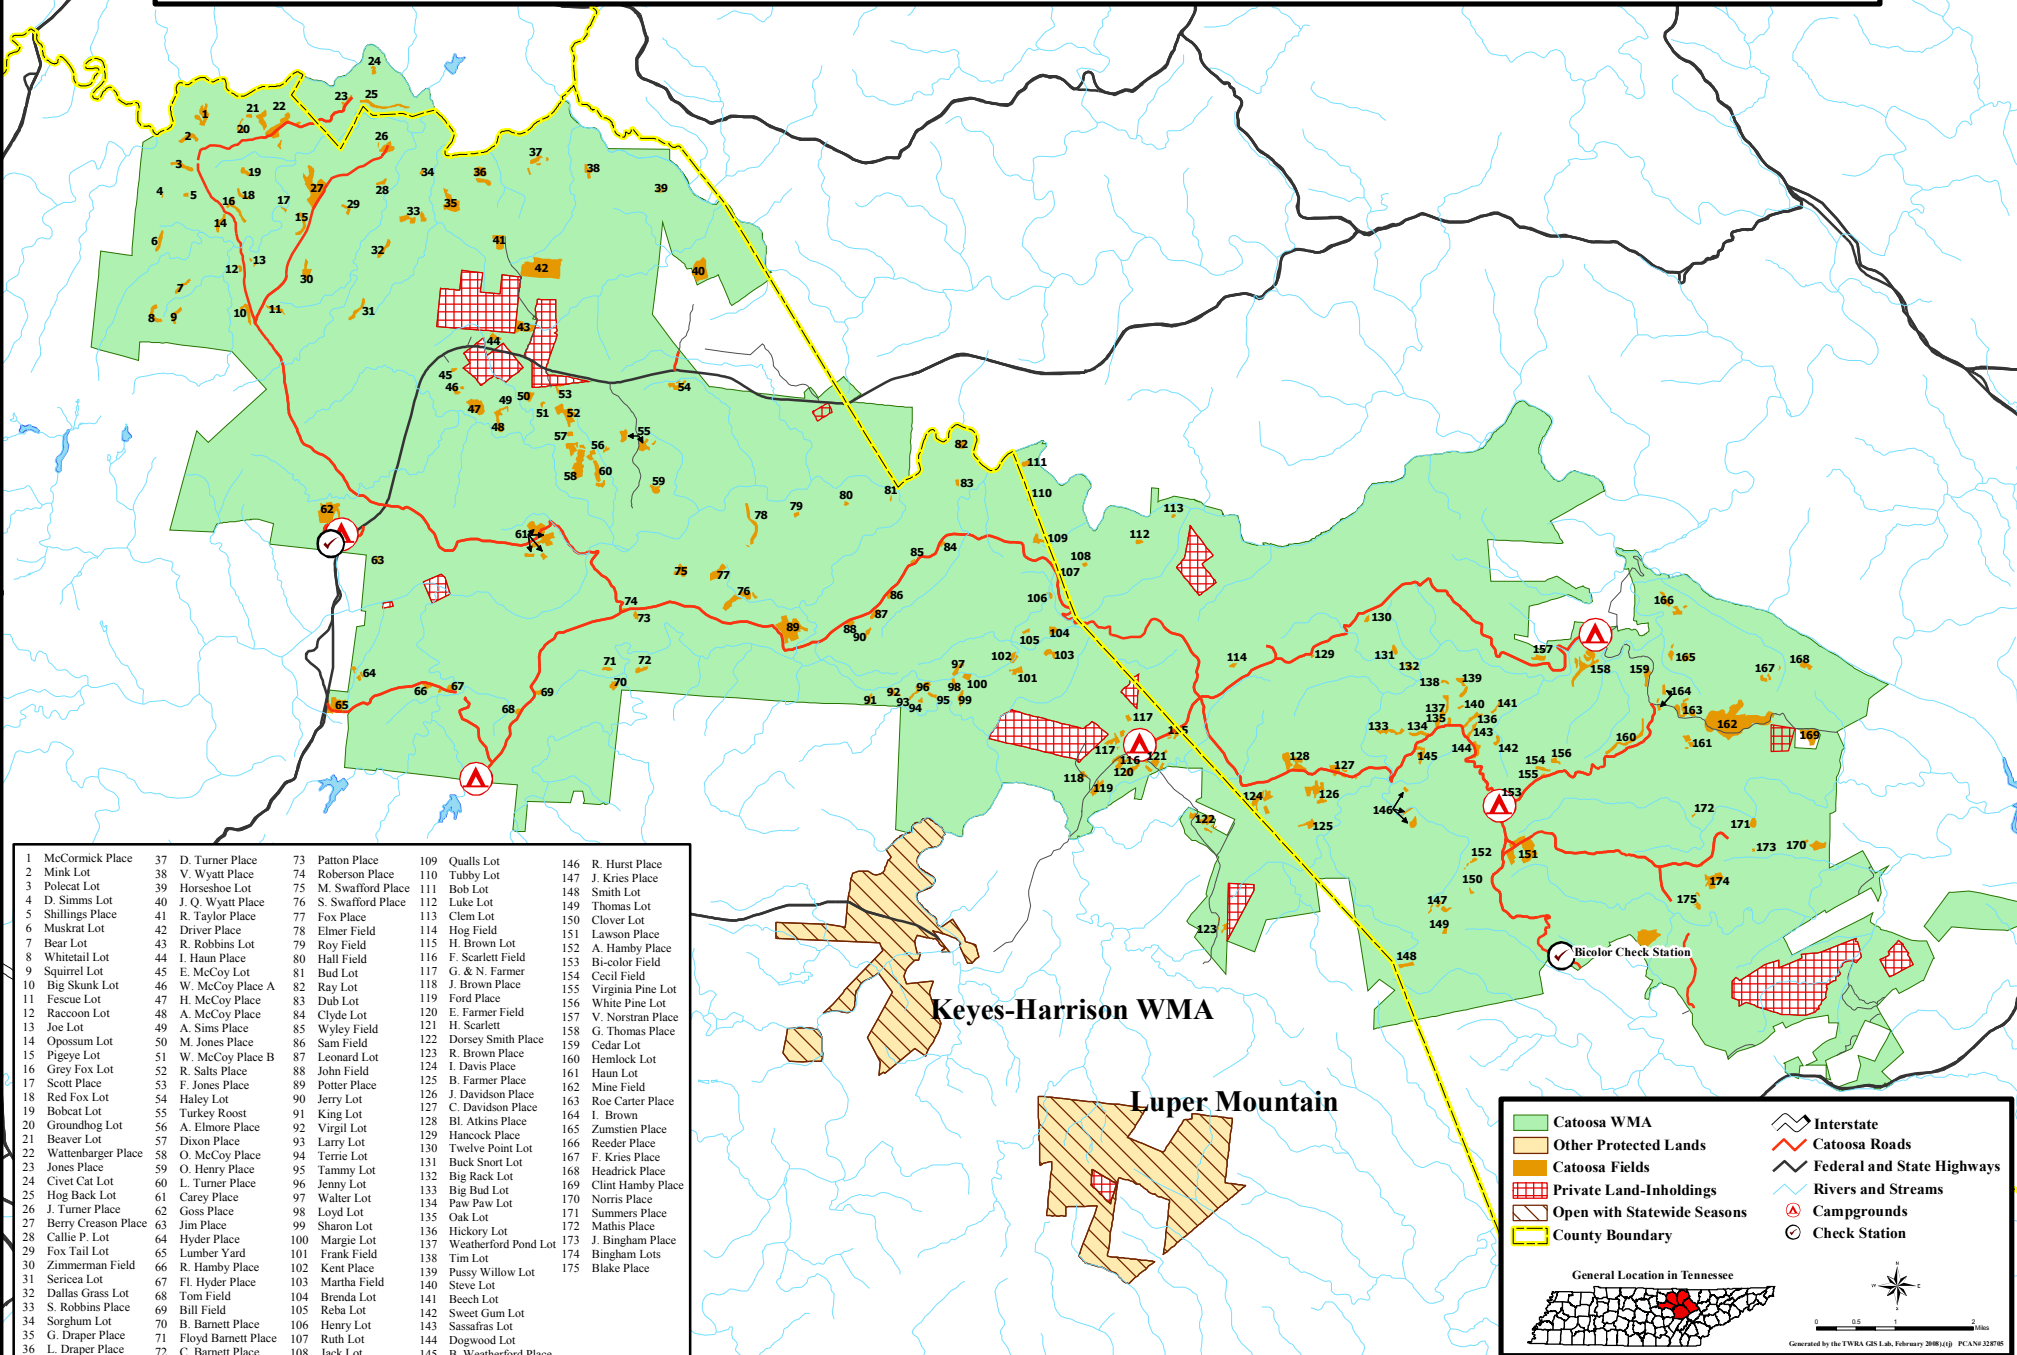 Keyes-Harrison WMA
Luper Mountain
Bicolor Check Station
1 McCormick Place
2 Mink Lot
3 Polecat Lot
4 D. Simms Lot
5 Shillings Place
6 Muskrat Lot
7 Bear Lot
8 Whitetail Lot
9 Squirrel Lot
10 Big Skunk Lot
11 Fescue Lot
12 Raccoon Lot
13 Joe Lot
14 Opossum Lot
15 Pigeye Lot
16 Grey Fox Lot
17 Scott Place
18 Red Fox Lot
19 Bobcat Lot
20 Groundhog Lot
21 Beaver Lot
22 Wattenbarger Place
23 Jones Place
24 Civet Cat Lot
25 Hog Back Lot
26 J. Turner Place
27 Berry Creason Place
28 Callie P. Lot
29 Fox Tail Lot
30 Zimmerman Field
31 Sericea Lot
32 Dallas Grass Lot
33 S. Robbins Place
34 Sorghum Lot
35 G. Draper Place
36 L. Draper Place
37 D. Turner Place
38 V. Wyatt Place
39 Horseshoe Lot
40 J. Q. Wyatt Place
41 R. Taylor Place
42 Driver Place
43 R. Robbins Lot
44 I. Haun Place
45 E. McCoy Lot
46 W. McCoy Place A
47 H. McCoy Place
48 A. McCoy Place
49 A. Sims Place
50 M. Jones Place
51 W. McCoy Place B
52 R. Salts Place
53 F. Jones Place
54 Haley Lot
55 Turkey Roost
56 A. Elmore Place
57 Dixon Place
58 O. McCoy Place
59 O. Henry Place
60 L. Turner Place
61 Carey Place
62 Goss Place
63 Jim Place
64 Hyder Place
65 Lumber Yard
66 R. Hamby Place
67 Fl. Hyder Place
68 Tom Field
69 Bill Field
70 B. Barnett Place
71 Floyd Barnett Place
72 C. Barnett Place
73 Patton Place
74 Roberson Place
75 M. Swafford Place
76 S. Swafford Place
77 Fox Place
78 Elmer Field
79 Roy Field
80 Hall Field
81 Bud Lot
82 Ray Lot
83 Dub Lot
84 Clyde Lot
85 Wyley Field
86 Sam Field
87 Leonard Lot
88 John Field
89 Potter Place
90 Jerry Lot
91 King Lot
92 Virgil Lot
93 Larry Lot
94 Terrie Lot
95 Tammy Lot
96 Jenny Lot
97 Walter Lot
98 Loyd Lot
99 Sharon Lot
100 Margie Lot
101 Frank Field
102 Kent Place
103 Martha Field
104 Brenda Lot
105 Reba Lot
106 Henry Lot
107 Ruth Lot
108 Jack Lot
109 Qualls Lot
110 Tubby Lot
111 Bob Lot
112 Luke Lot
113 Clem Lot
114 Hog Field
115 H. Brown Lot
116 F. Scarlett Field
117 G. & N. Farmer
118 J. Brown Place
119 Ford Place
120 E. Farmer Field
121 H. Scarlett
122 Dorsey Smith Place
123 R. Brown Place
124 I. Davis Place
125 B. Farmer Place
126 J. Davidson Place
127 C. Davidson Place
128 Bl. Atkins Place
129 Hancock Place
130 Twelve Point Lot
131 Buck Snort Lot
132 Big Rack Lot
133 Big Bud Lot
134 Paw Paw Lot
135 Oak Lot
136 Hickory Lot
137 Weatherford Pond Lot
138 Tim Lot
139 Pussy Willow Lot
140 Steve Lot
141 Beech Lot
142 Sweet Gum Lot
143 Sassafras Lot
144 Dogwood Lot
145 B. Weatherford Place
146 R. Hurst Place
147 J. Kries Place
148 Smith Lot
149 Thomas Lot
150 Clover Lot
151 Lawson Place
152 A. Hamby Place
153 Bi-color Field
154 Cecil Field
155 Virginia Pine Lot
156 White Pine Lot
157 V. Norstran Place
158 G. Thomas Place
159 Cedar Lot
160 Hemlock Lot
161 Haun Lot
162 Mine Field
163 Roe Carter Place
164 I. Brown
165 Zumstien Place
166 Reeder Place
167 F. Kries Place
168 Headrick Place
169 Clint Hamby Place
170 Norris Place
171 Summers Place
172 Mathis Place
173 J. Bingham Place
174 Bingham Lots
175 Blake Place
Catoosa WMA
Other Protected Lands
Catoosa Fields
Private Land-Inholdings
Open with Statewide Seasons
County Boundary
Interstate
Catoosa Roads
Federal and State Highways
Rivers and Streams
Campgrounds
Check Station
General Location in Tennessee
N
W E
S
0 0.5 1 2
Miles
Generated by the TWRA GIS Lab, February 2008,(tj) PCAN# 328705